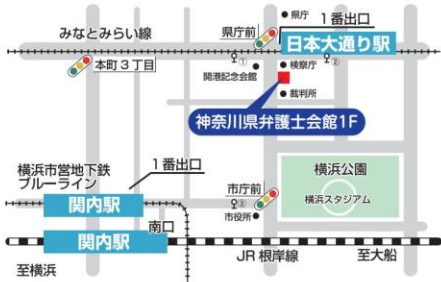 県庁
県庁前
1番出口
みなとみらい線
日本大通り駅
本町3丁目
①
開港記念会館
検察庁
②
裁判所
神奈川県弁護士会館1F
横浜市営地下鉄
ブルーライン
1番出口
横浜公園
市庁前
横浜スタジアム
関内駅
③
市役所
南口
関内駅
至横浜
JR 根岸線
至大船